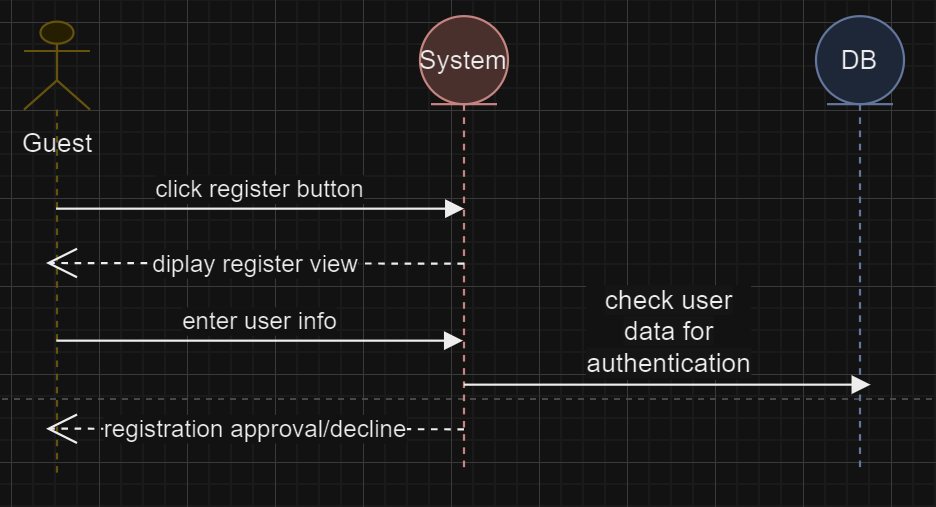 System
DB
Guest
click register button
diplay register view
enter user info
check user
data for
authentication
registration approval/decline